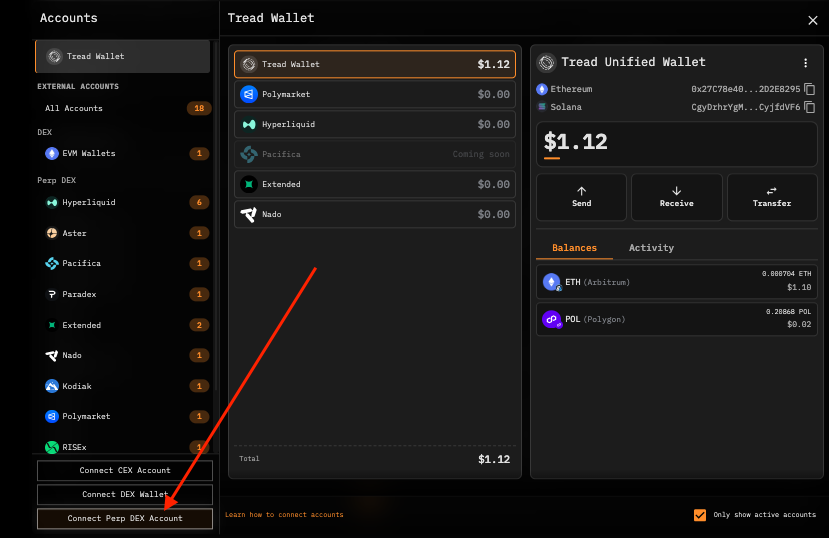 Accounts
Tread Wallet
EXTERNAL ACCOUNTS
All Accounts 18
DEX
EVM Wallets 1
Perp DEX
Hyperliquid 6
Aster 1
Pacifica 1
Paradex 1
Extended 2
Nado 1
Kodiak 1
Polymarket 1
RISEx 1
Connect CEX Account
Connect DEX Wallet
Connect Perp DEX Account
Tread Wallet
Tread Wallet $1.12
Polymarket $0.00
Hyperliquid $0.00
Pacifica Coming soon
Extended $0.00
Nado $0.00
Total $1.12
Tread Unified Wallet
Ethereum 0x27C78e40...2D2E8295
Solana CgyDrhrYgM...CyjfdVF6
$1.12
Send Receive Transfer
Balances Activity
ETH (Arbitrum) 0.000704 ETH
$1.10
POL (Polygon) 0.20868 POL
$0.02
Learn how to connect accounts
Only show active accounts